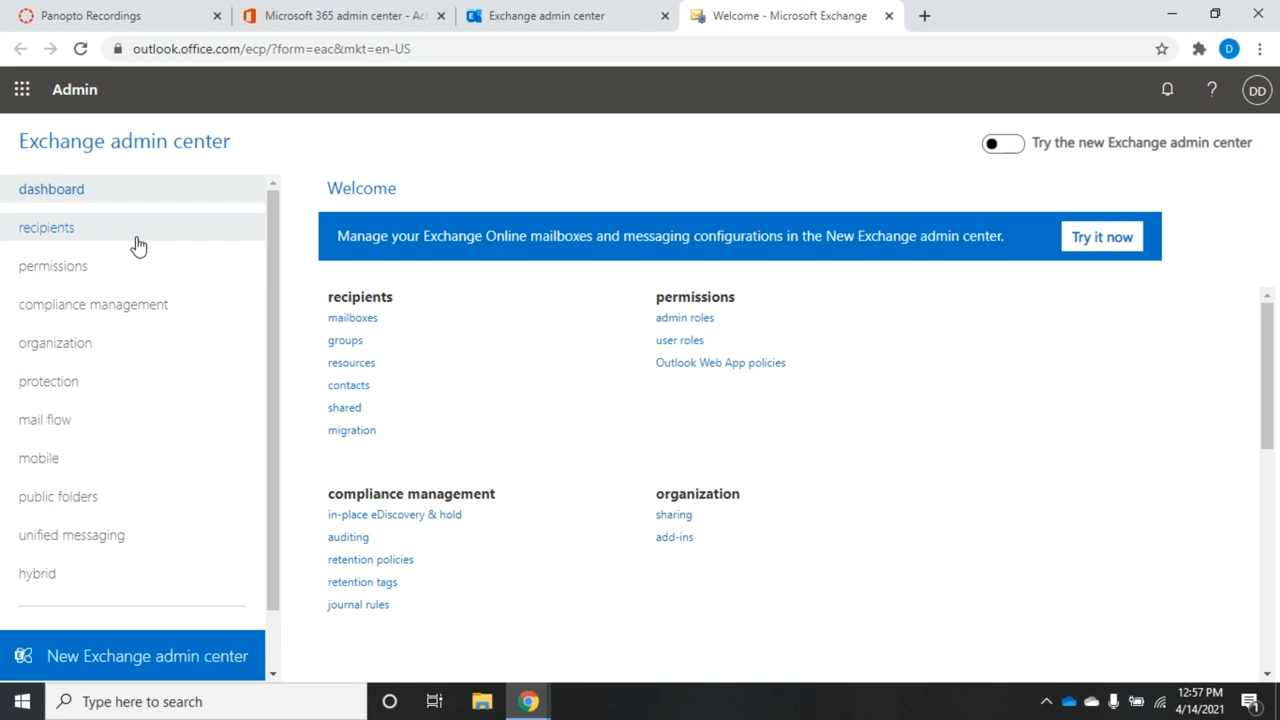 Panopto Recordings
Microsoft 365 admin center - Act
Exchange admin center
Welcome - Microsoft Exchange
outlook.office.com/ecp/?form=eac&mkt=en-US
D
Admin
?
DD
Exchange admin center
Try the new Exchange admin center
dashboard
recipients
permissions
compliance management
organization
protection
mail flow
mobile
public folders
unified messaging
hybrid
New Exchange admin center
Welcome
Manage your Exchange Online mailboxes and messaging configurations in the New Exchange admin center.
Try it now
recipients
mailboxes
groups
resources
contacts
shared
migration
permissions
admin roles
user roles
Outlook Web App policies
compliance management
in-place eDiscovery & hold
auditing
retention policies
retention tags
journal rules
organization
sharing
add-ins
Type here to search
12:57 PM
4/14/2021
1